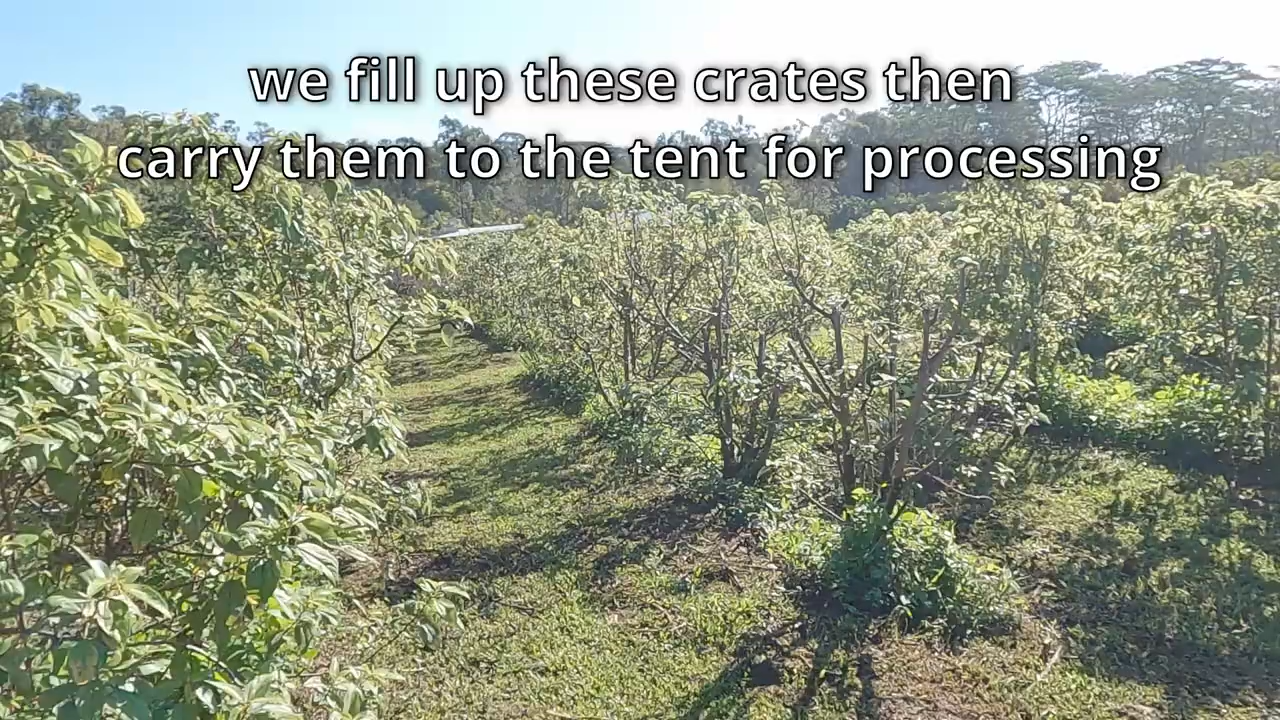 we fill up these crates then
carry them to the tent for processing